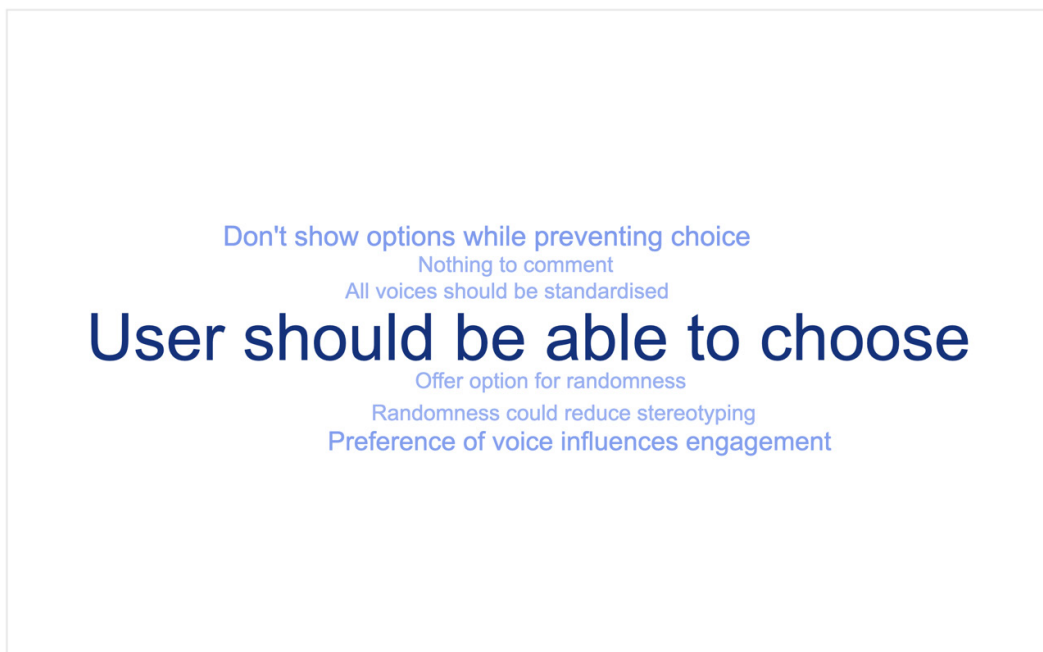 Don't show options while preventing choice
Nothing to comment
All voices should be standardised
User should be able to choose
Offer option for randomness
Randomness could reduce stereotyping
Preference of voice influences engagement